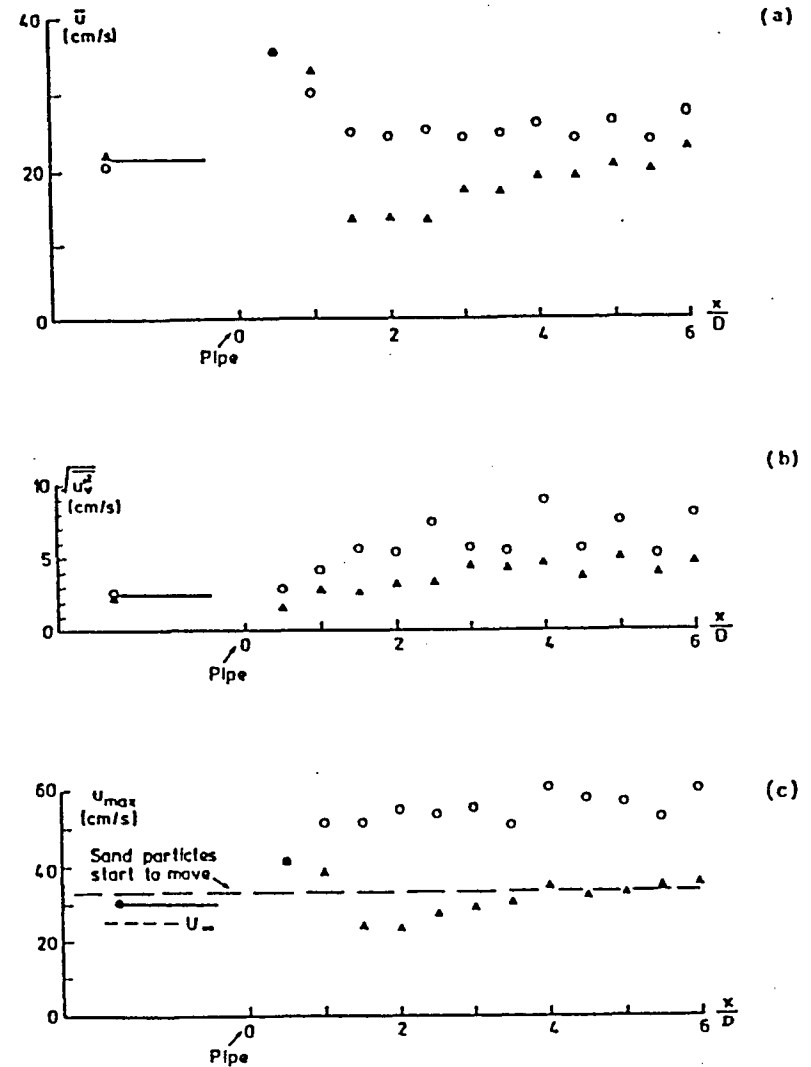 (a)
ū
(cm/s)
40
20
0
0
2
4
6
x/D
Pipe
(b)
√u_v²
(cm/s)
10
5
0
0
2
4
6
x/D
Pipe
(c)
U_max
(cm/s)
60
40
20
0
Sand particles
start to move
U_∞
0
2
4
6
x/D
Pipe